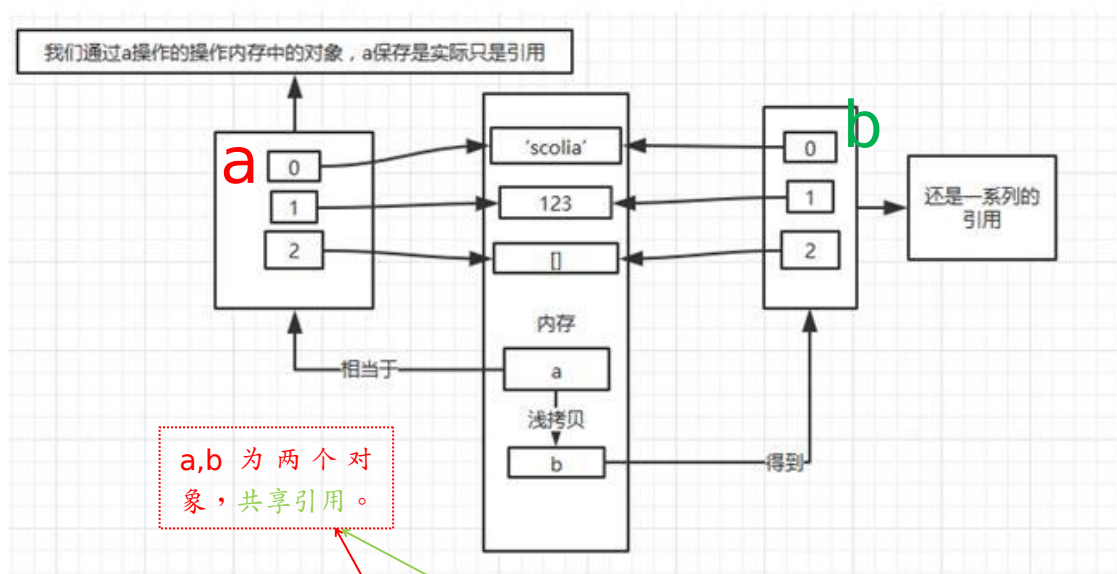 我们通过a操作的操作内存中的对象，a保存是实际只是引用
a
0
1
2
'scolia'
123
[]
内存
a
浅拷贝
b
相当于
得到
b
0
1
2
还是一系列的
引用
a,b 为两个对
象，共享引用。